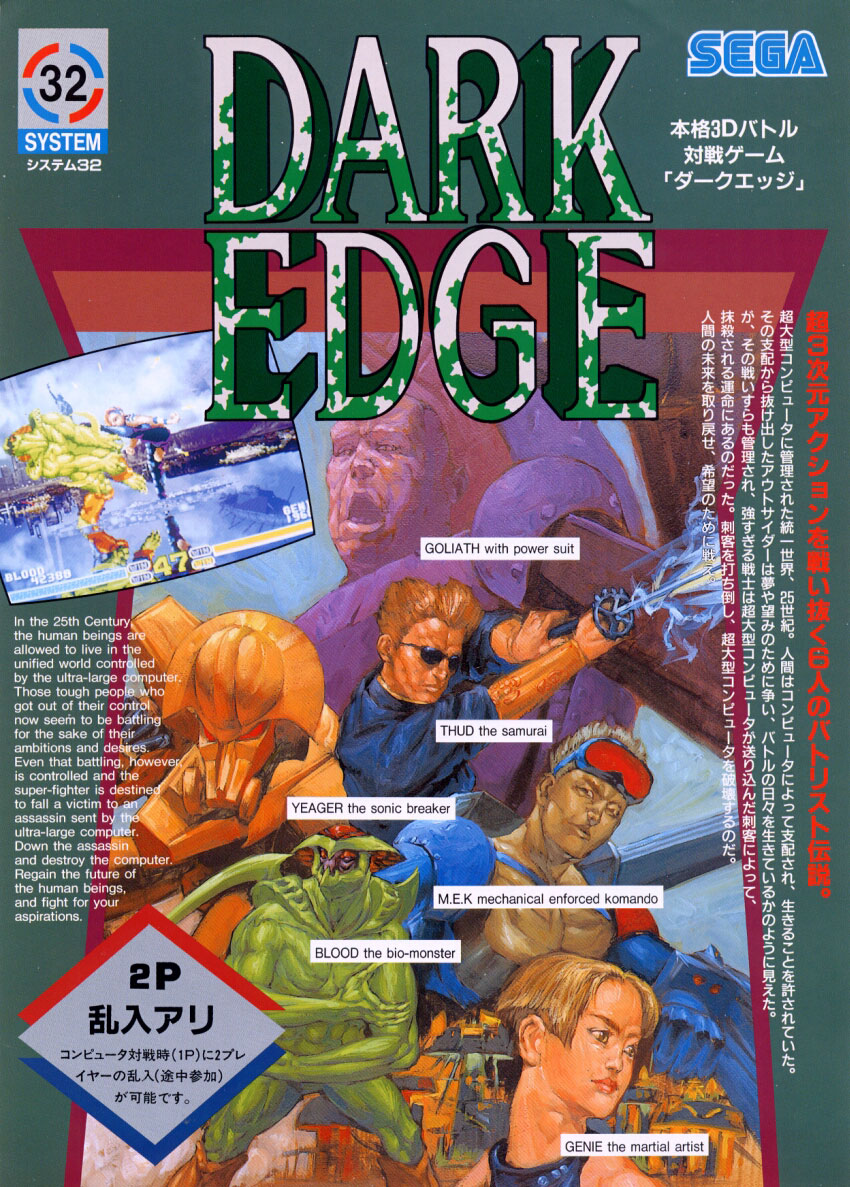 32
SYSTEM
システム32
DARK
EDGE
SEGA
本格3Dバトル
対戦ゲーム
「ダークエッジ」
超3次元アクションを戦い抜く6人のバトリスト伝説。
超大型コンピュータに管理された統一世界、25世紀。人間はコンピュータによって支配され、生きることを許されていた。
その支配から抜け出したアウトサイダーは夢や望みのために争い、バトルの日々を生きているかのように見えた。
が、その戦いすらも管理され、強すぎる戦士は超大型コンピュータが送り込んだ刺客によって、
抹殺される運命にあるのだった。刺客を打ち倒し、超大型コンピュータを破壊するのだ。
人間の未来を取り戻せ、希望のために戦え。
BLOOD
42300
47
GENI
GOLIATH with power suit
In the 25th Century,
the human beings are
allowed to live in the
unified world controlled
by the ultra-large computer.
Those tough people who
got out of their control
now seem to be battling
for the sake of their
ambitions and desires.
Even that battling, however,
is controlled and the
super-fighter is destined
to fall a victim to an
assassin sent by the
ultra-large computer.
Down the assassin
and destroy the computer.
Regain the future of
the human beings,
and fight for your
aspirations.
THUD the samurai
YEAGER the sonic breaker
M.E.K mechanical enforced komando
BLOOD the bio-monster
GENIE the martial artist
2P
乱入アリ
コンピュータ対戦時(1P)に2プレ
イヤーの乱入(途中参加)
が可能です。